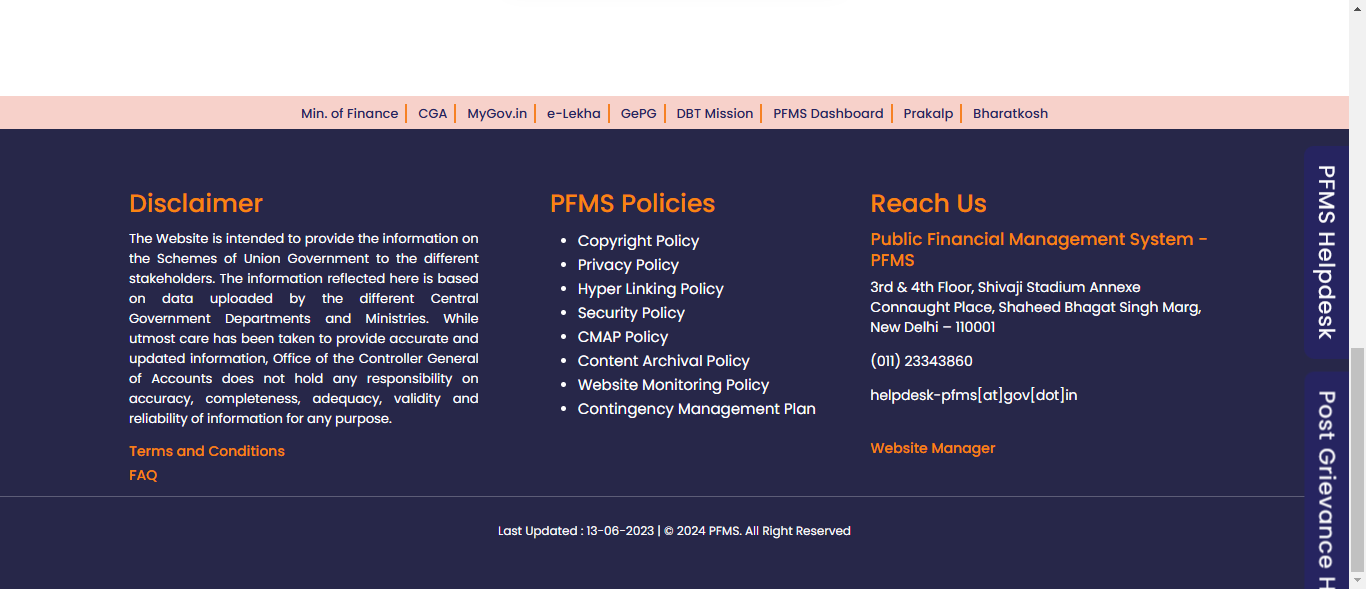 Min. of Finance CGA MyGov.in e-Lekha GePG DBT Mission PFMS Dashboard Prakalp Bharatkosh
Disclaimer
The Website is intended to provide the information on
the Schemes of Union Government to the different
stakeholders. The information reflected here is based
on data uploaded by the different Central
Government Departments and Ministries. While
utmost care has been taken to provide accurate and
updated information, Office of the Controller General
of Accounts does not hold any responsibility on
accuracy, completeness, adequacy, validity and
reliability of information for any purpose.
Terms and Conditions
FAQ
PFMS Policies
Copyright Policy
Privacy Policy
Hyper Linking Policy
Security Policy
CMAP Policy
Content Archival Policy
Website Monitoring Policy
Contingency Management Plan
Reach Us
Public Financial Management System -
PFMS
3rd & 4th Floor, Shivaji Stadium Annexe
Connaught Place, Shaheed Bhagat Singh Marg,
New Delhi – 110001
(011) 23343860
helpdesk-pfms[at]gov[dot]in
Website Manager
PFMS Helpdesk
Post Grievance H
Last Updated : 13-06-2023 | © 2024 PFMS. All Right Reserved